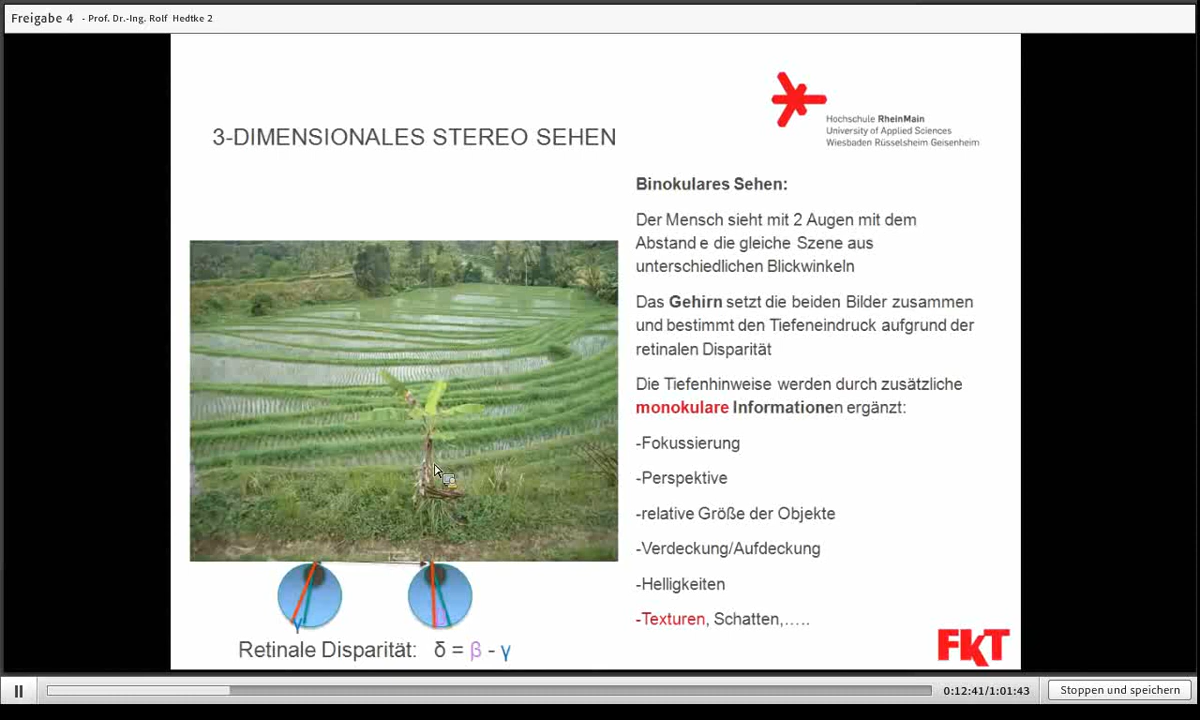 Freigabe 4 - Prof. Dr.-Ing. Rolf Hedtke 2
Hochschule RheinMain
University of Applied Sciences
Wiesbaden Rüsselsheim Geisenheim
3-DIMENSIONALES STEREO SEHEN
Binokulares Sehen:
Der Mensch sieht mit 2 Augen mit dem
Abstand e die gleiche Szene aus
unterschiedlichen Blickwinkeln
Das Gehirn setzt die beiden Bilder zusammen
und bestimmt den Tiefeneindruck aufgrund der
retinalen Disparität
Die Tiefenhinweise werden durch zusätzliche
monokulare Informationen ergänzt:
-Fokussierung
-Perspektive
-relative Größe der Objekte
-Verdeckung/Aufdeckung
-Helligkeiten
-Texturen, Schatten,.....
γ
β
Retinale Disparität: δ = β - γ
FKT
0:12:41/1:01:43
Stoppen und speichern